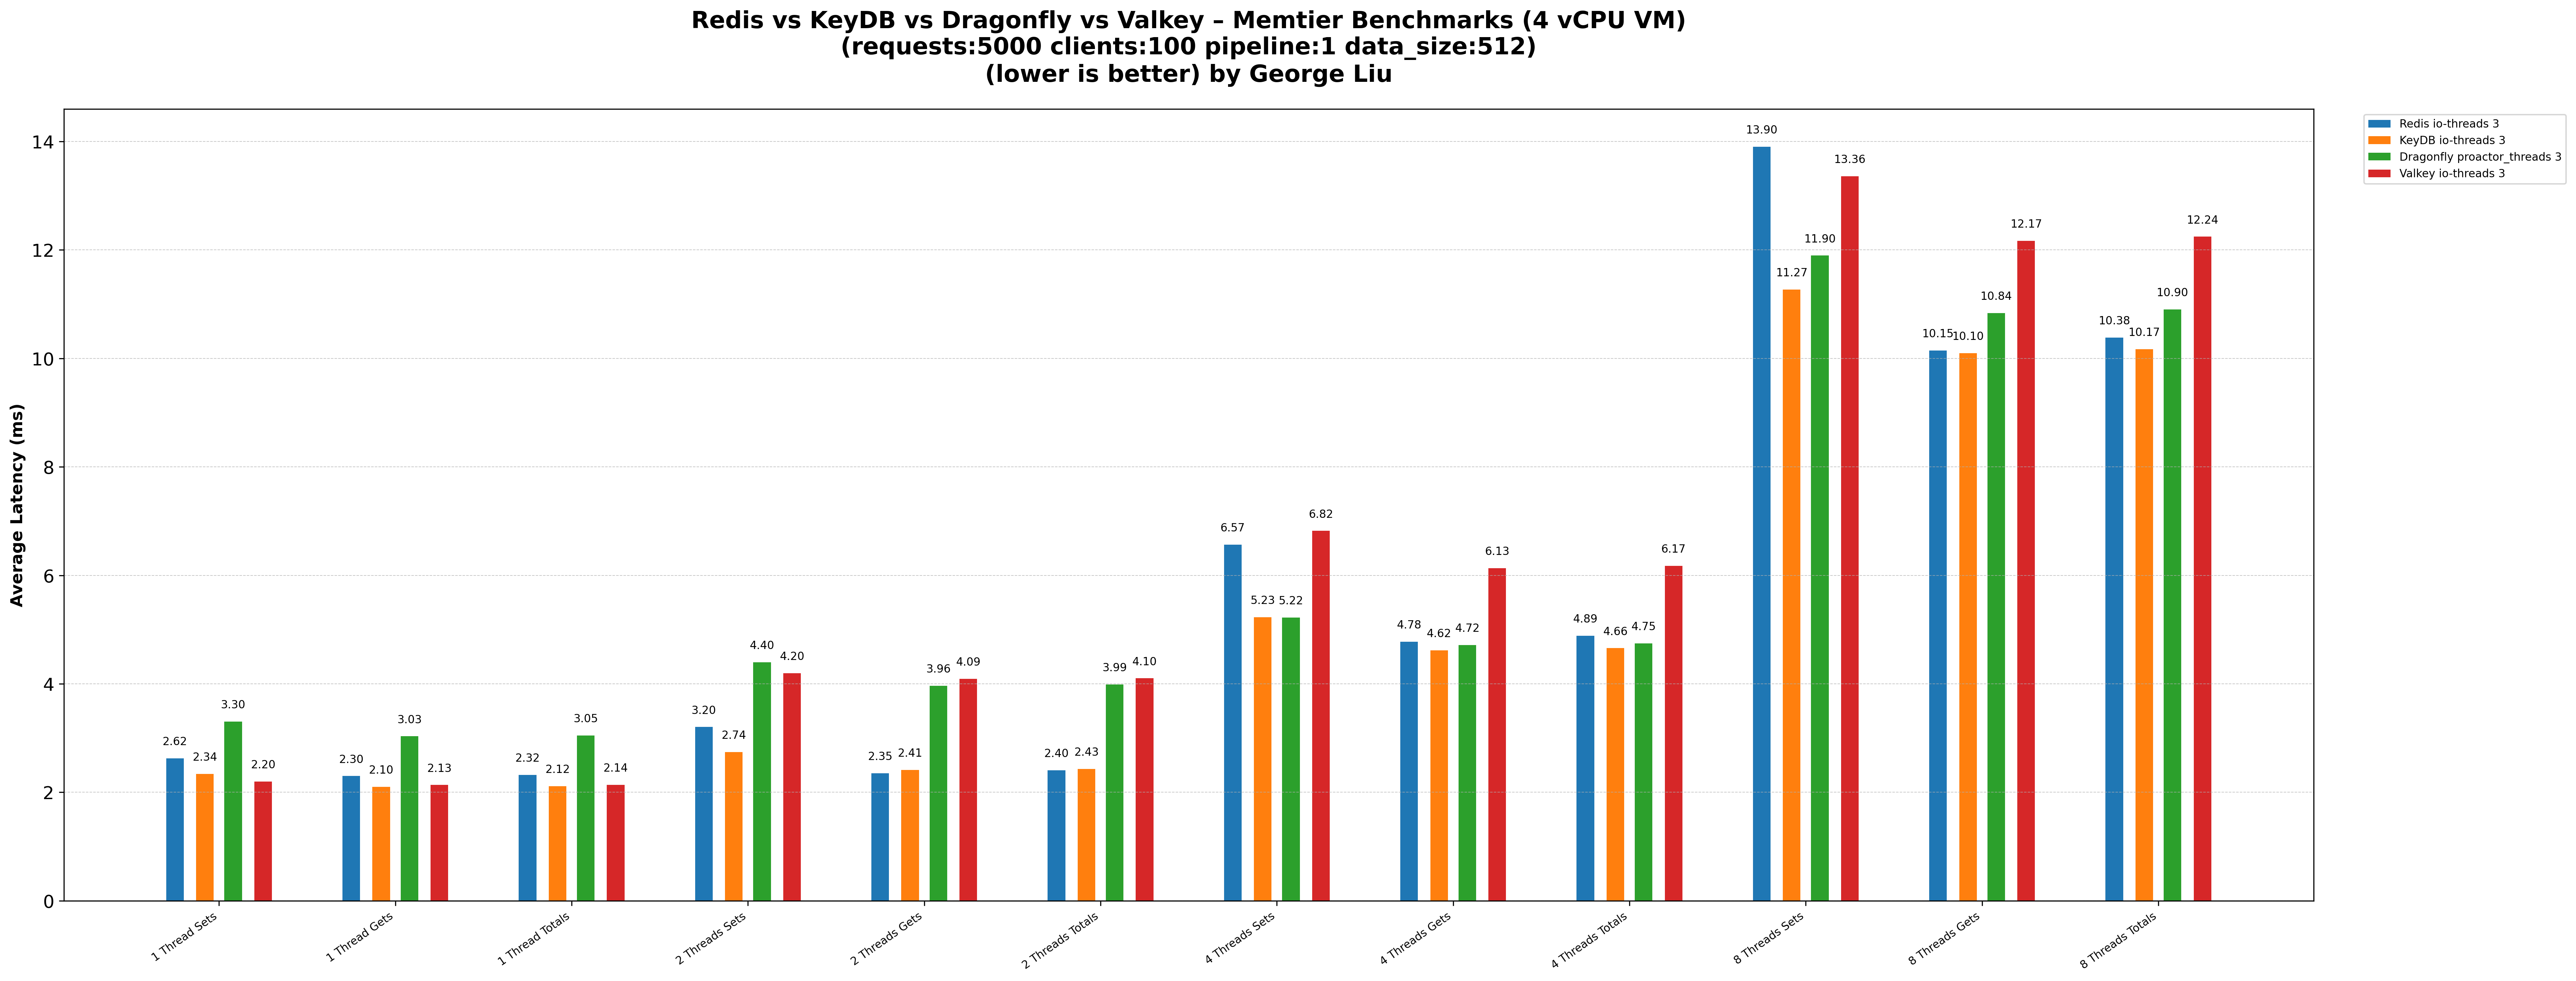 Redis vs KeyDB vs Dragonfly vs Valkey – Memtier Benchmarks (4 vCPU VM)
(requests:5000 clients:100 pipeline:1 data_size:512)
(lower is better) by George Liu
Redis io-threads 3
KeyDB io-threads 3
Dragonfly proactor_threads 3
Valkey io-threads 3
Average Latency (ms)
14
12
10
8
6
4
2
0
2.62 2.34 3.30 2.20
2.30 2.10 3.03 2.13
2.32 2.12 3.05 2.14
3.20 2.74 4.40 4.20
2.35 2.41 3.96 4.09
2.40 2.43 3.99 4.10
6.57 5.23 5.22 6.82
4.78 4.62 4.72 6.13
4.89 4.66 4.75 6.17
13.90 11.27 11.90 13.36
10.15 10.10 10.84 12.17
10.38 10.17 10.90 12.24
1 Thread Sets
1 Thread Gets
1 Thread Totals
2 Threads Sets
2 Threads Gets
2 Threads Totals
4 Threads Sets
4 Threads Gets
4 Threads Totals
8 Threads Sets
8 Threads Gets
8 Threads Totals